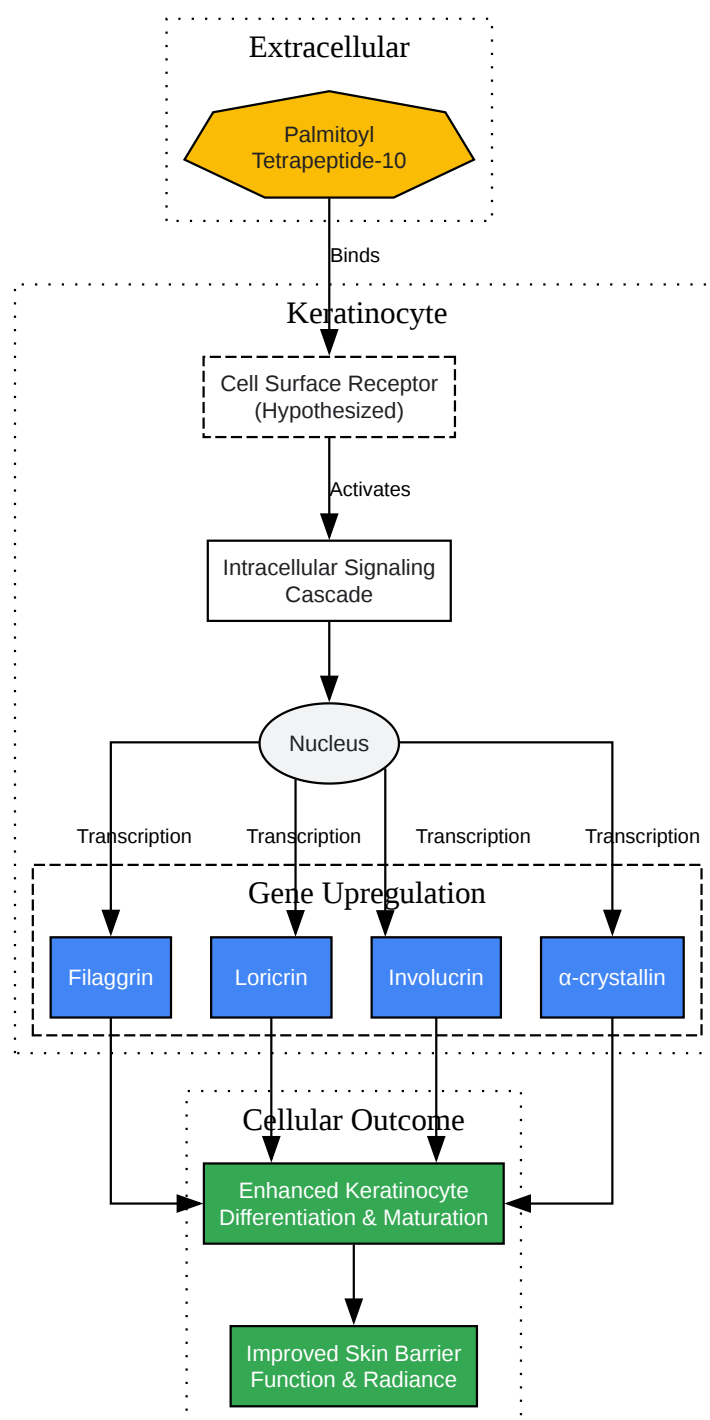 Extracellular
Palmitoyl
Tetrapeptide-10
Binds
Keratinocyte
Cell Surface Receptor
(Hypothesized)
Activates
Intracellular Signaling
Cascade
Nucleus
Transcription
Transcription
Transcription
Transcription
Gene Upregulation
Filaggrin
Loricrin
Involucrin
α-crystallin
Cellular Outcome
Enhanced Keratinocyte
Differentiation & Maturation
Improved Skin Barrier
Function & Radiance